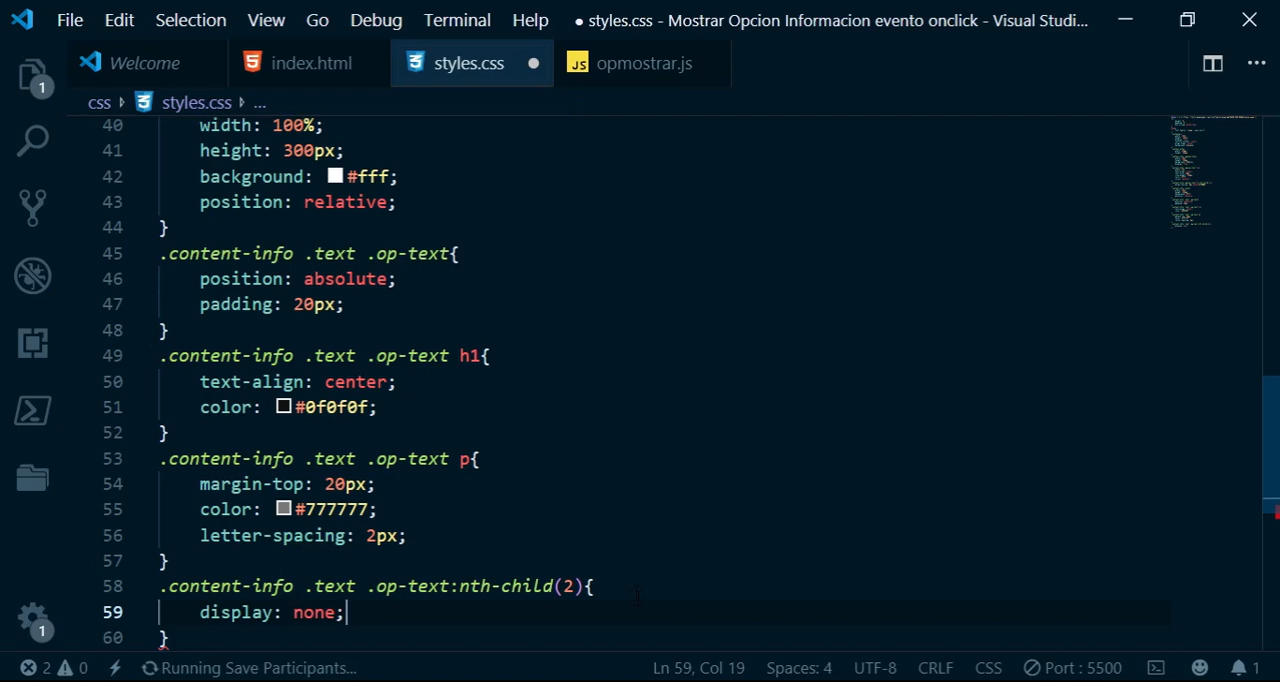 File Edit Selection View Go Debug Terminal Help ● styles.css - Mostrar Opcion Informacion evento onclick - Visual Studi...
Welcome index.html styles.css ● JS opmostrar.js
css styles.css ...
40 width: 100%;
41 height: 300px;
42 background: #fff;
43 position: relative;
44 }
45 .content-info .text .op-text{
46 position: absolute;
47 padding: 20px;
48 }
49 .content-info .text .op-text h1{
50 text-align: center;
51 color: #0f0f0f;
52 }
53 .content-info .text .op-text p{
54 margin-top: 20px;
55 color: #777777;
56 letter-spacing: 2px;
57 }
58 .content-info .text .op-text:nth-child(2){
59 display: none;
60 }
1
1
2 0 Running Save Participants... Ln 59, Col 19 Spaces: 4 UTF-8 CRLF CSS Port : 5500 1